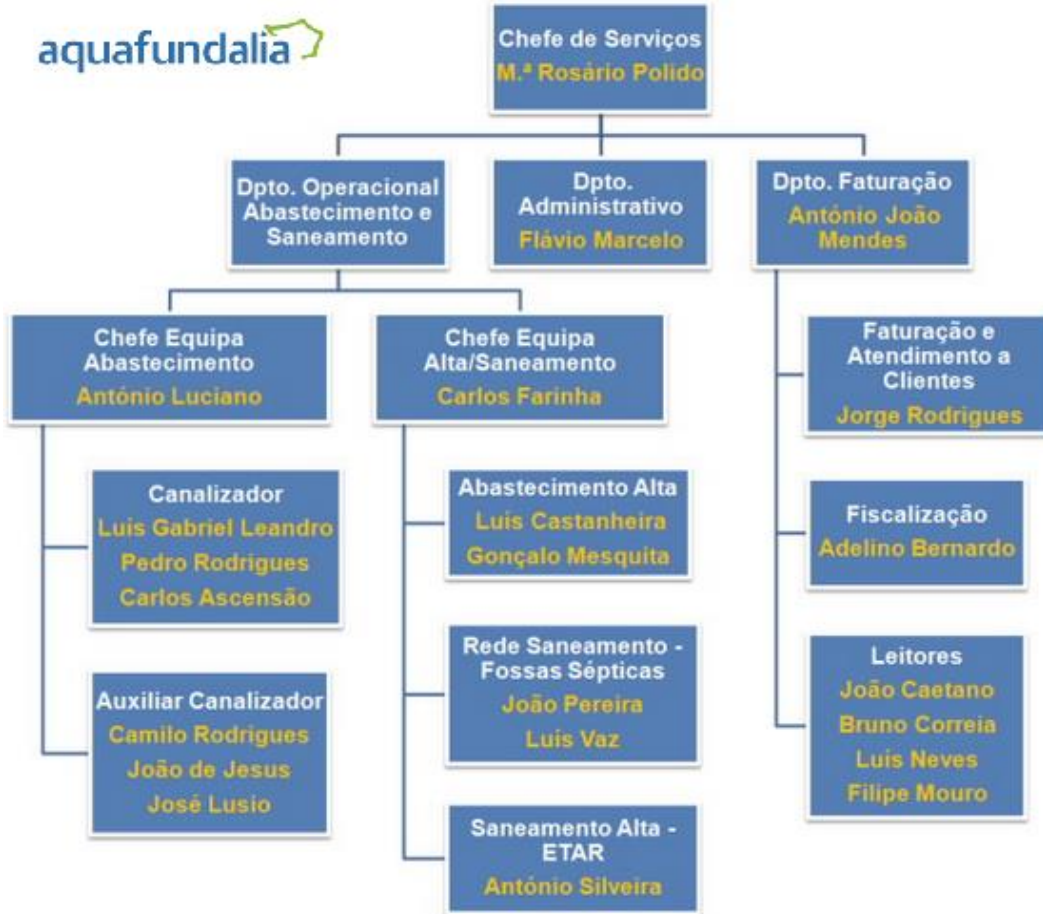 aquafundalia
Chefe de Serviços
M.ª Rosário Polido
Dpto. Operacional
Abastecimento e
Saneamento
Dpto.
Administrativo
Flávio Marcelo
Dpto. Faturação
António João
Mendes
Chefe Equipa
Abastecimento
António Luciano
Chefe Equipa
Alta/Saneamento
Carlos Farinha
Faturação e
Atendimento a
Clientes
Jorge Rodrigues
Canalizador
Luis Gabriel Leandro
Pedro Rodrigues
Carlos Ascensão
Abastecimento Alta
Luis Castanheira
Gonçalo Mesquita
Fiscalização
Adelino Bernardo
Auxiliar Canalizador
Camilo Rodrigues
João de Jesus
José Lusio
Rede Saneamento -
Fossas Sépticas
João Pereira
Luis Vaz
Leitores
João Caetano
Bruno Correia
Luis Neves
Filipe Mouro
Saneamento Alta -
ETAR
António Silveira